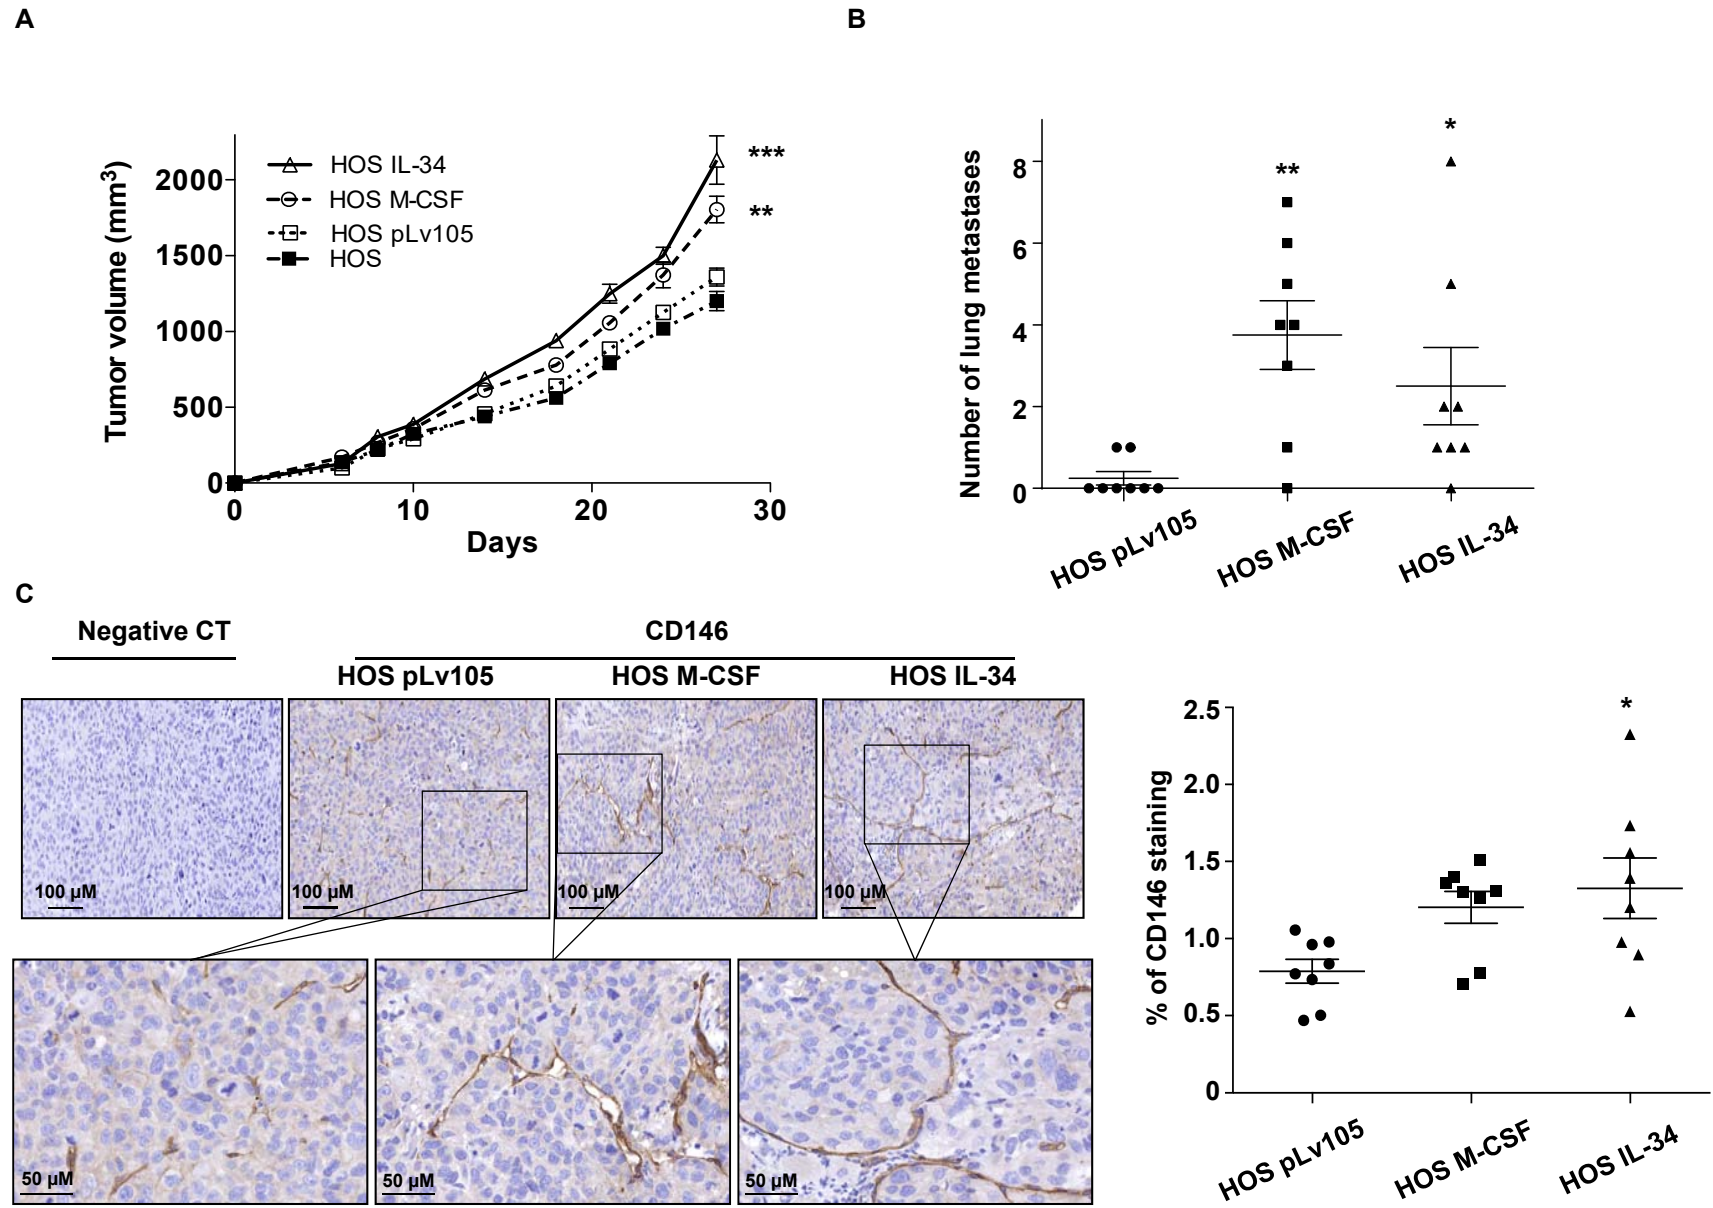 A
Tumor volume (mm3)
2000
1500
1000
500
0
HOS IL-34
HOS M-CSF
HOS pLv105
HOS
***
**
0 10 20 30
Days
B
Number of lung metastases
8
6
4
2
0
**
*
HOS pLv105
HOS M-CSF
HOS IL-34
C
Negative CT
CD146
HOS pLv105 HOS M-CSF HOS IL-34
100 µM
100 µM
100 µM
100 µM
50 µM
50 µM
50 µM
% of CD146 staining
2.5
2.0
1.5
1.0
0.5
0
*
HOS pLv105
HOS M-CSF
HOS IL-34